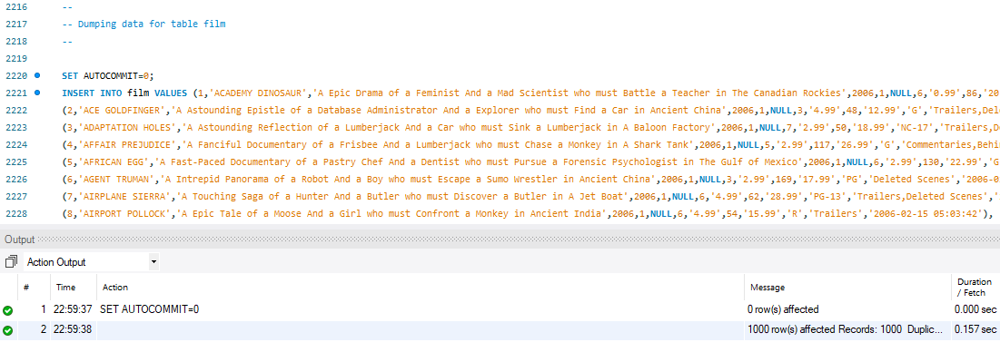 2216 --
2217 -- Dumping data for table film
2218 --
2219
2220 SET AUTOCOMMIT=0;
2221 INSERT INTO film VALUES (1,'ACADEMY DINOSAUR','A Epic Drama of a Feminist And a Mad Scientist who must Battle a Teacher in The Canadian Rockies',2006,1,NULL,6,'0.99',86,'20
2222 (2,'ACE GOLDFINGER','A Astounding Epistle of a Database Administrator And a Explorer who must Find a Car in Ancient China',2006,1,NULL,3,'4.99',48,'12.99','G','Trailers,Del
2223 (3,'ADAPTATION HOLES','A Astounding Reflection of a Lumberjack And a Car who must Sink a Lumberjack in A Baloon Factory',2006,1,NULL,7,'2.99',50,'18.99','NC-17','Trailers,D
2224 (4,'AFFAIR PREJUDICE','A Fanciful Documentary of a Frisbee And a Lumberjack who must Chase a Monkey in A Shark Tank',2006,1,NULL,5,'2.99',117,'26.99','G','Commentaries,Behi
2225 (5,'AFRICAN EGG','A Fast-Paced Documentary of a Pastry Chef And a Dentist who must Pursue a Forensic Psychologist in The Gulf of Mexico',2006,1,NULL,6,'2.99',130,'22.99','G
2226 (6,'AGENT TRUMAN','A Intrepid Panorama of a Robot And a Boy who must Escape a Sumo Wrestler in Ancient China',2006,1,NULL,3,'2.99',169,'17.99','PG','Deleted Scenes','2006-0
2227 (7,'AIRPLANE SIERRA','A Touching Saga of a Hunter And a Butler who must Discover a Butler in A Jet Boat',2006,1,NULL,6,'4.99',62,'28.99','PG-13','Trailers,Deleted Scenes','
2228 (8,'AIRPORT POLLOCK','A Epic Tale of a Moose And a Girl who must Confront a Monkey in Ancient India',2006,1,NULL,6,'4.99',54,'15.99','R','Trailers','2006-02-15 05:03:42'),
Output
Action Output
# Time Action Message Duration / Fetch
1 22:59:37 SET AUTOCOMMIT=0 0 row(s) affected 0.000 sec
2 22:59:38 1000 row(s) affected Records: 1000 Duplic... 0.157 sec